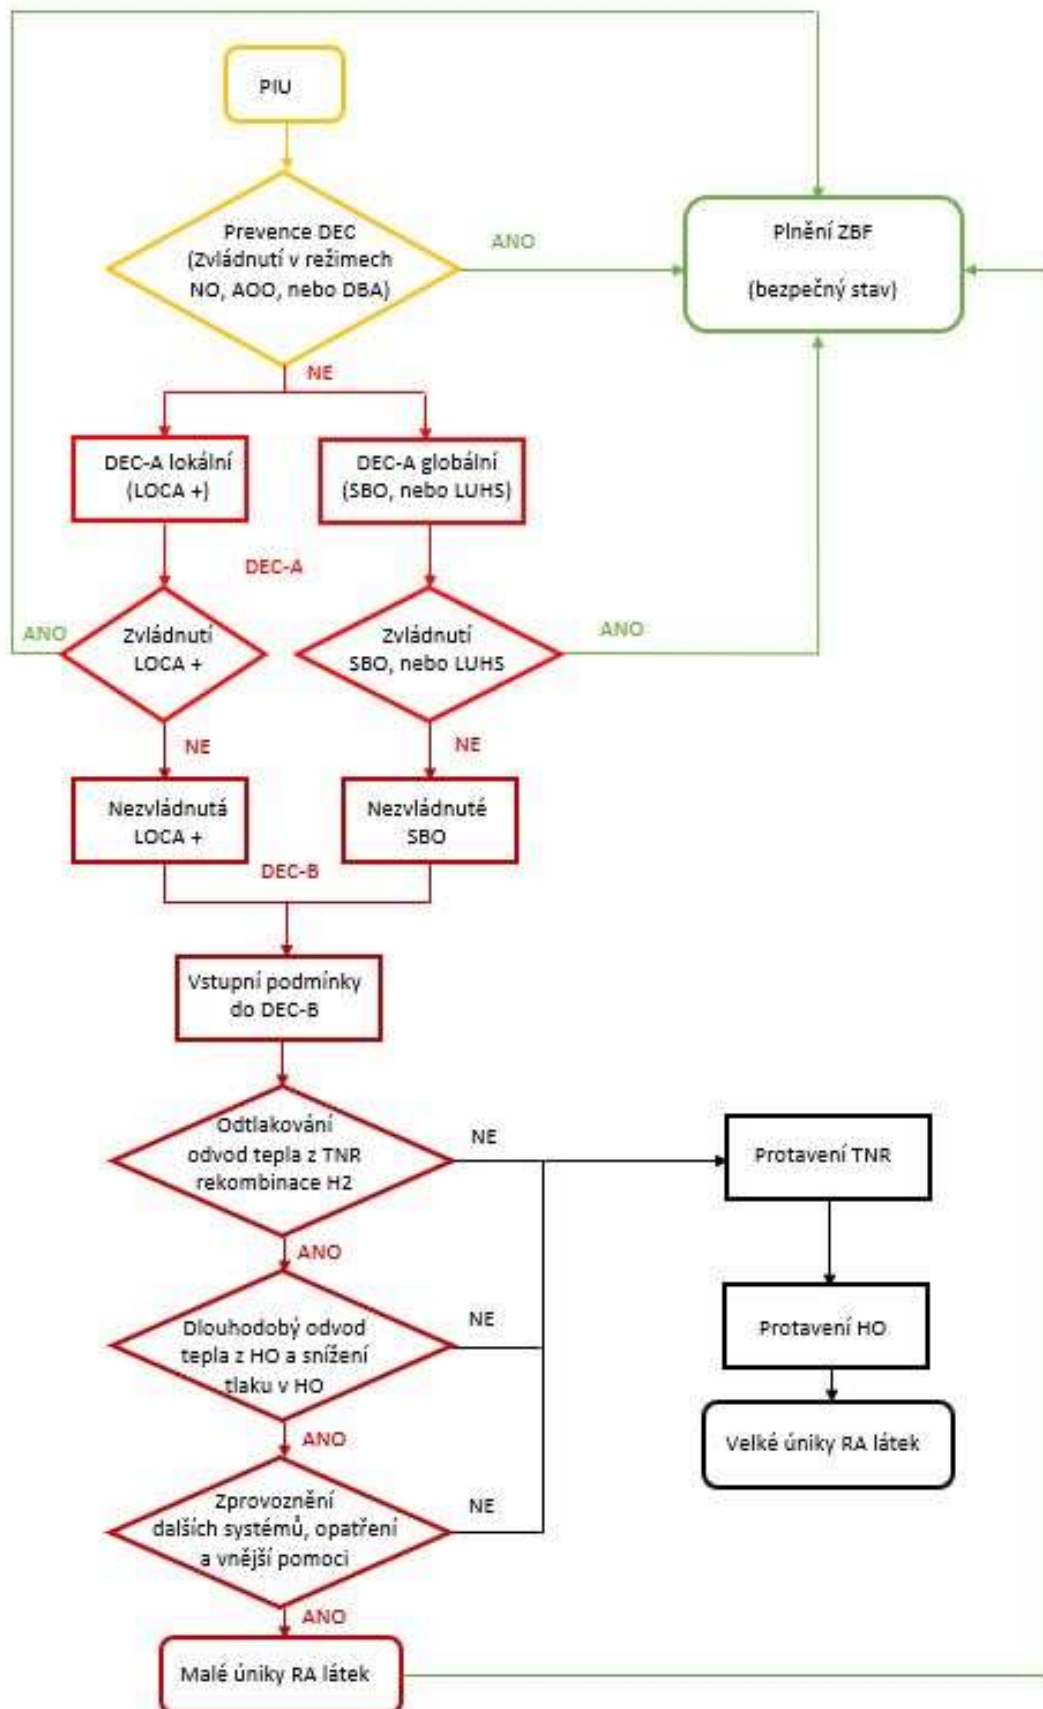 PIU
Prevence DEC
(Zvládnutí v režimech
NO, AOO, nebo DBA)
ANO
Plnění ZBF
(bezpečný stav)
NE
DEC-A lokální
(LOCA +)
DEC-A globální
(SBO, nebo LUHS)
DEC-A
ANO
Zvládnutí
LOCA +
Zvládnutí
SBO, nebo LUHS
ANO
NE
NE
Nezvládnutá
LOCA +
Nezvládnuté
SBO
DEC-B
Vstupní podmínky
do DEC-B
Odtlakování
odvod tepla z TNR
rekombinace H2
NE
Protavení TNR
ANO
Dlouhodobý odvod
tepla z HO a snížení
tlaku v HO
NE
Protavení HO
ANO
Velké úniky RA látek
Zprovoznění
dalších systémů, opatření
a vnější pomoci
NE
ANO
Malé úniky RA látek